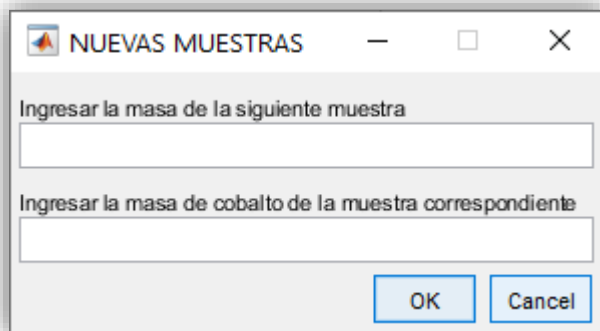 NUEVAS MUESTRAS
Ingresar la masa de la siguiente muestra
Ingresar la masa de cobalto de la muestra correspondiente
OK Cancel